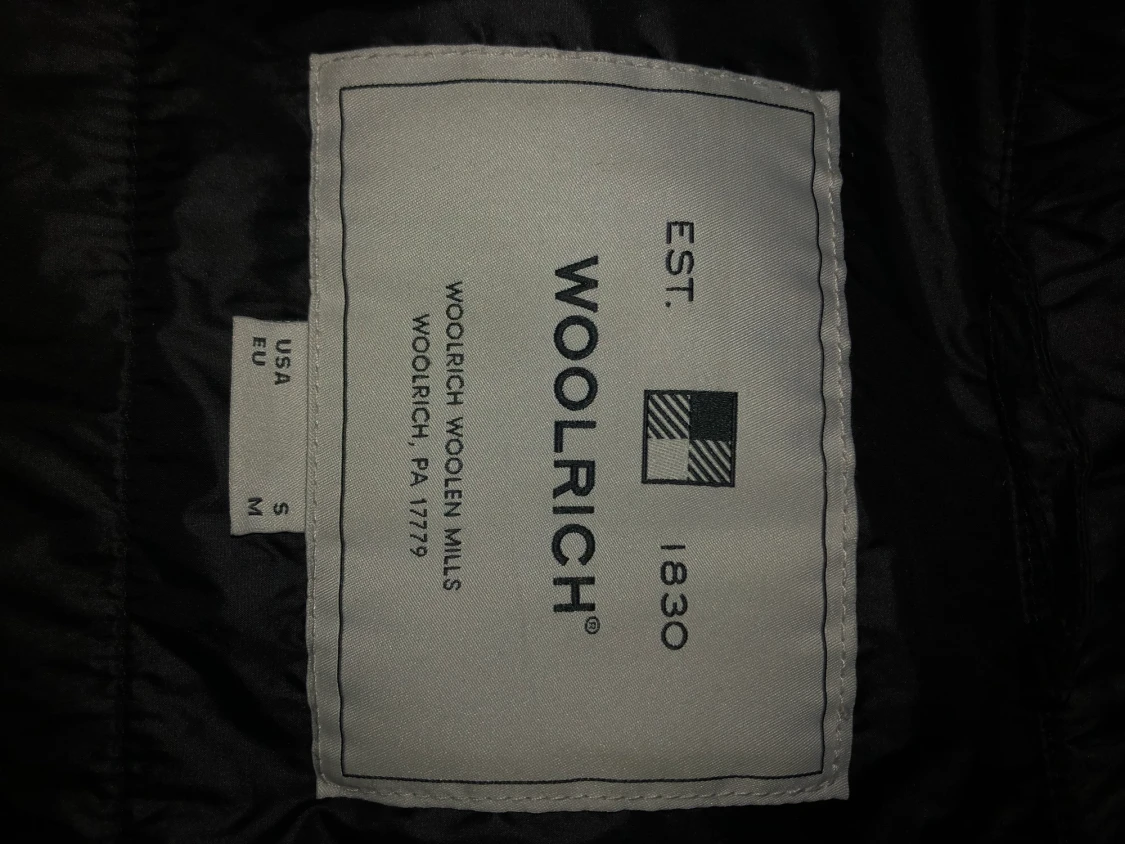 EST. 1830
WOOLRICH®
WOOLRICH WOOLEN MILLS
WOOLRICH, PA 17779
USA S
EU M